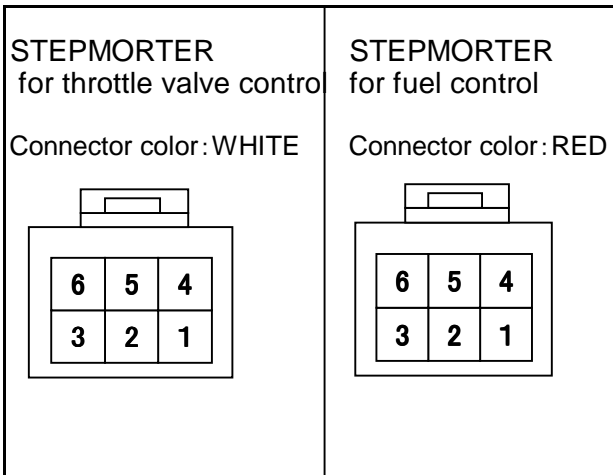 STEPMORTER
for throttle valve control
Connector color:WHITE
6 5 4
3 2 1
STEPMORTER
for fuel control
Connector color:RED
6 5 4
3 2 1